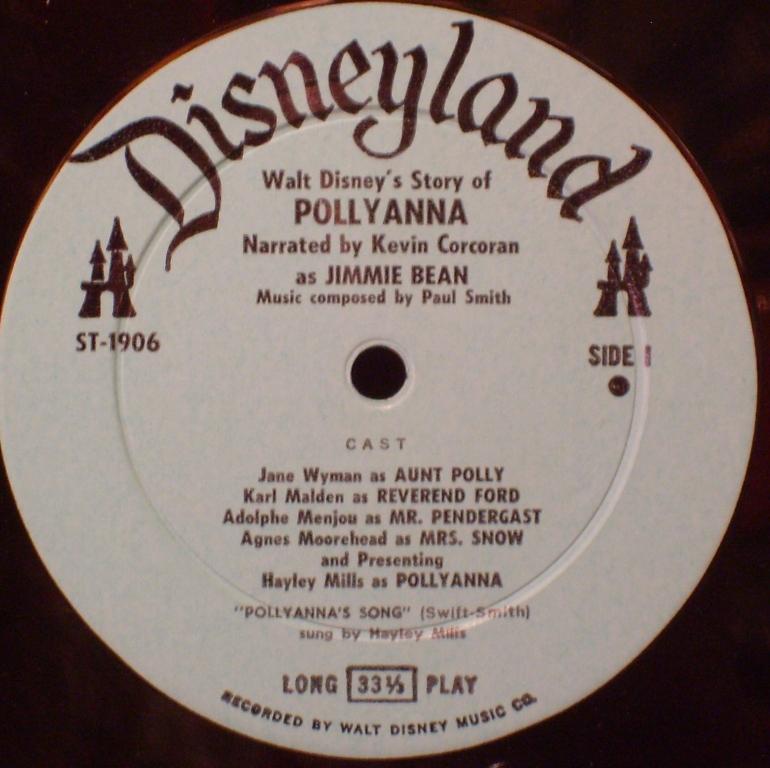 Disneyland
Walt Disney's Story of
POLLYANNA
Narrated by Kevin Corcoran
as JIMMIE BEAN
Music composed by Paul Smith
ST-1906
SIDE 1
CAST
Jane Wyman as AUNT POLLY
Karl Malden as REVEREND FORD
Adolphe Menjou as MR. PENDERGAST
Agnes Moorehead as MRS. SNOW
and Presenting
Hayley Mills as POLLYANNA
"POLLYANNA'S SONG" (Swift-Smith)
sung by Hayley Mills
LONG 33⅓ PLAY
RECORDED BY WALT DISNEY MUSIC CO.